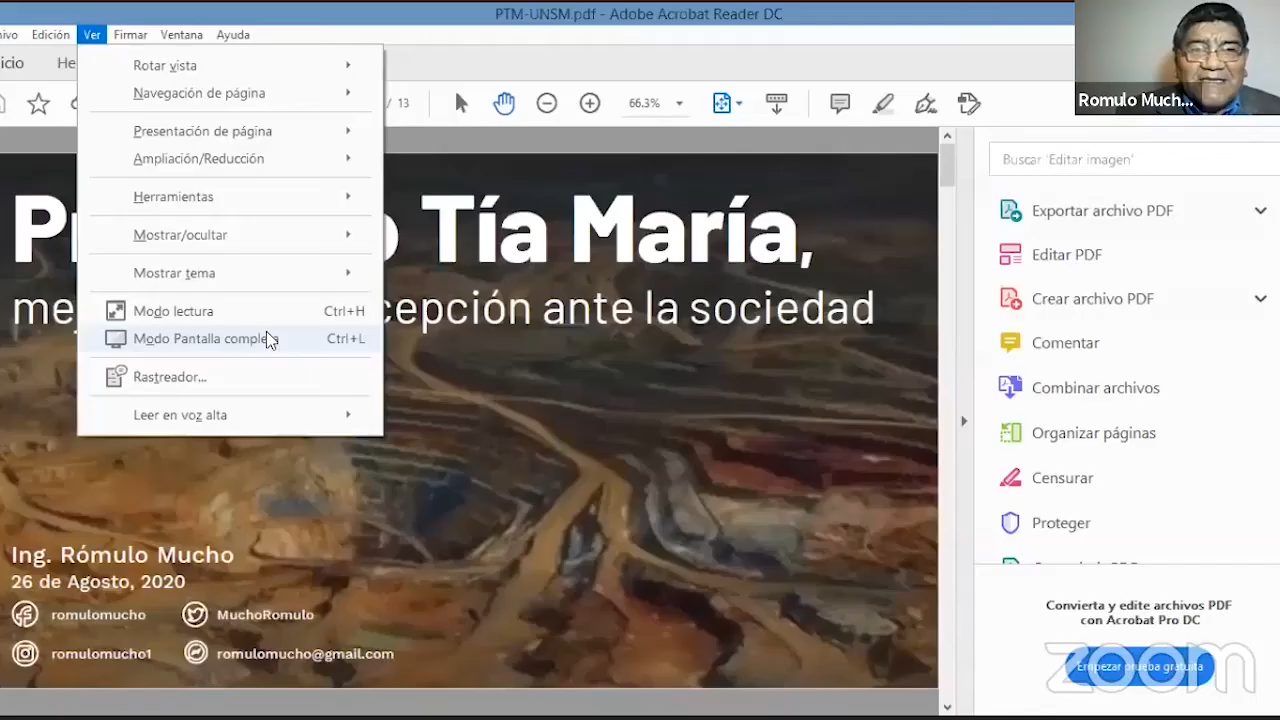 PTM-UNSM.pdf - Adobe Acrobat Reader DC
Edición Ver Firmar Ventana Ayuda
Romulo Much...
/ 13
66.3%
Rotar vista
Navegación de página
Presentación de página
Ampliación/Reducción
Herramientas
Mostrar/ocultar
Mostrar tema
Modo lectura Ctrl+H
Modo Pantalla comple Ctrl+L
Rastreador...
Leer en voz alta
Tía María,
cepción ante la sociedad
Ing. Rómulo Mucho
26 de Agosto, 2020
romulomucho MuchoRomulo
romulomucho1 romulomucho@gmail.com
Buscar 'Editar imagen'
Exportar archivo PDF
Editar PDF
Crear archivo PDF
Comentar
Combinar archivos
Organizar páginas
Censurar
Proteger
Convierta y edite archivos PDF
con Acrobat Pro DC
Empezar prueba gratuita
zoom